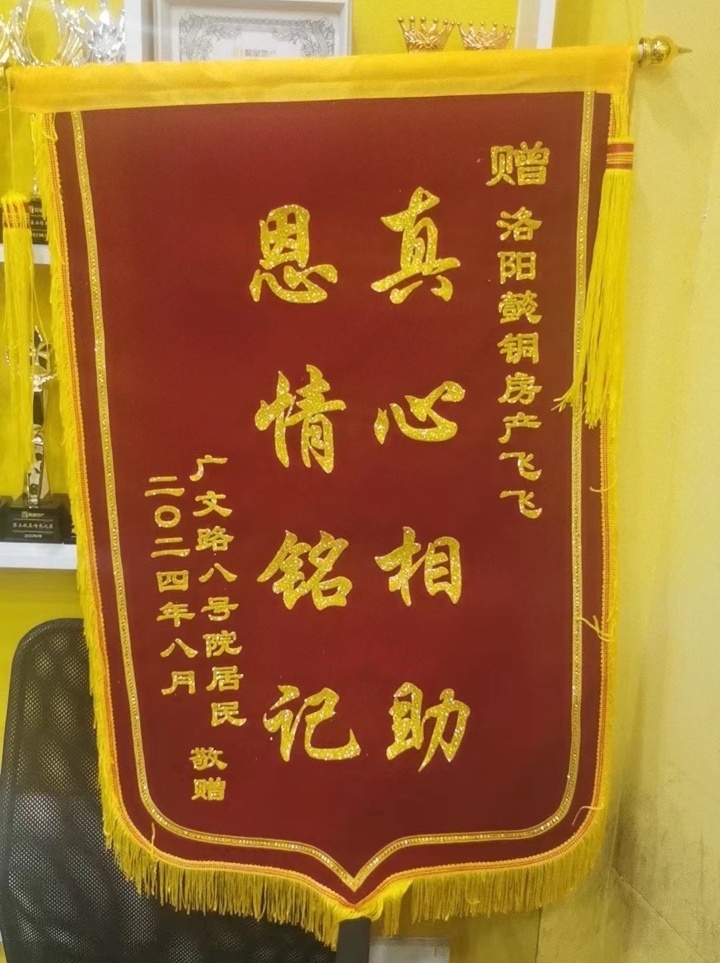 赠 洛阳懿铜房产飞飞
真心相助
恩情铭记
广文路八号院居民 敬赠
二〇二四年八月